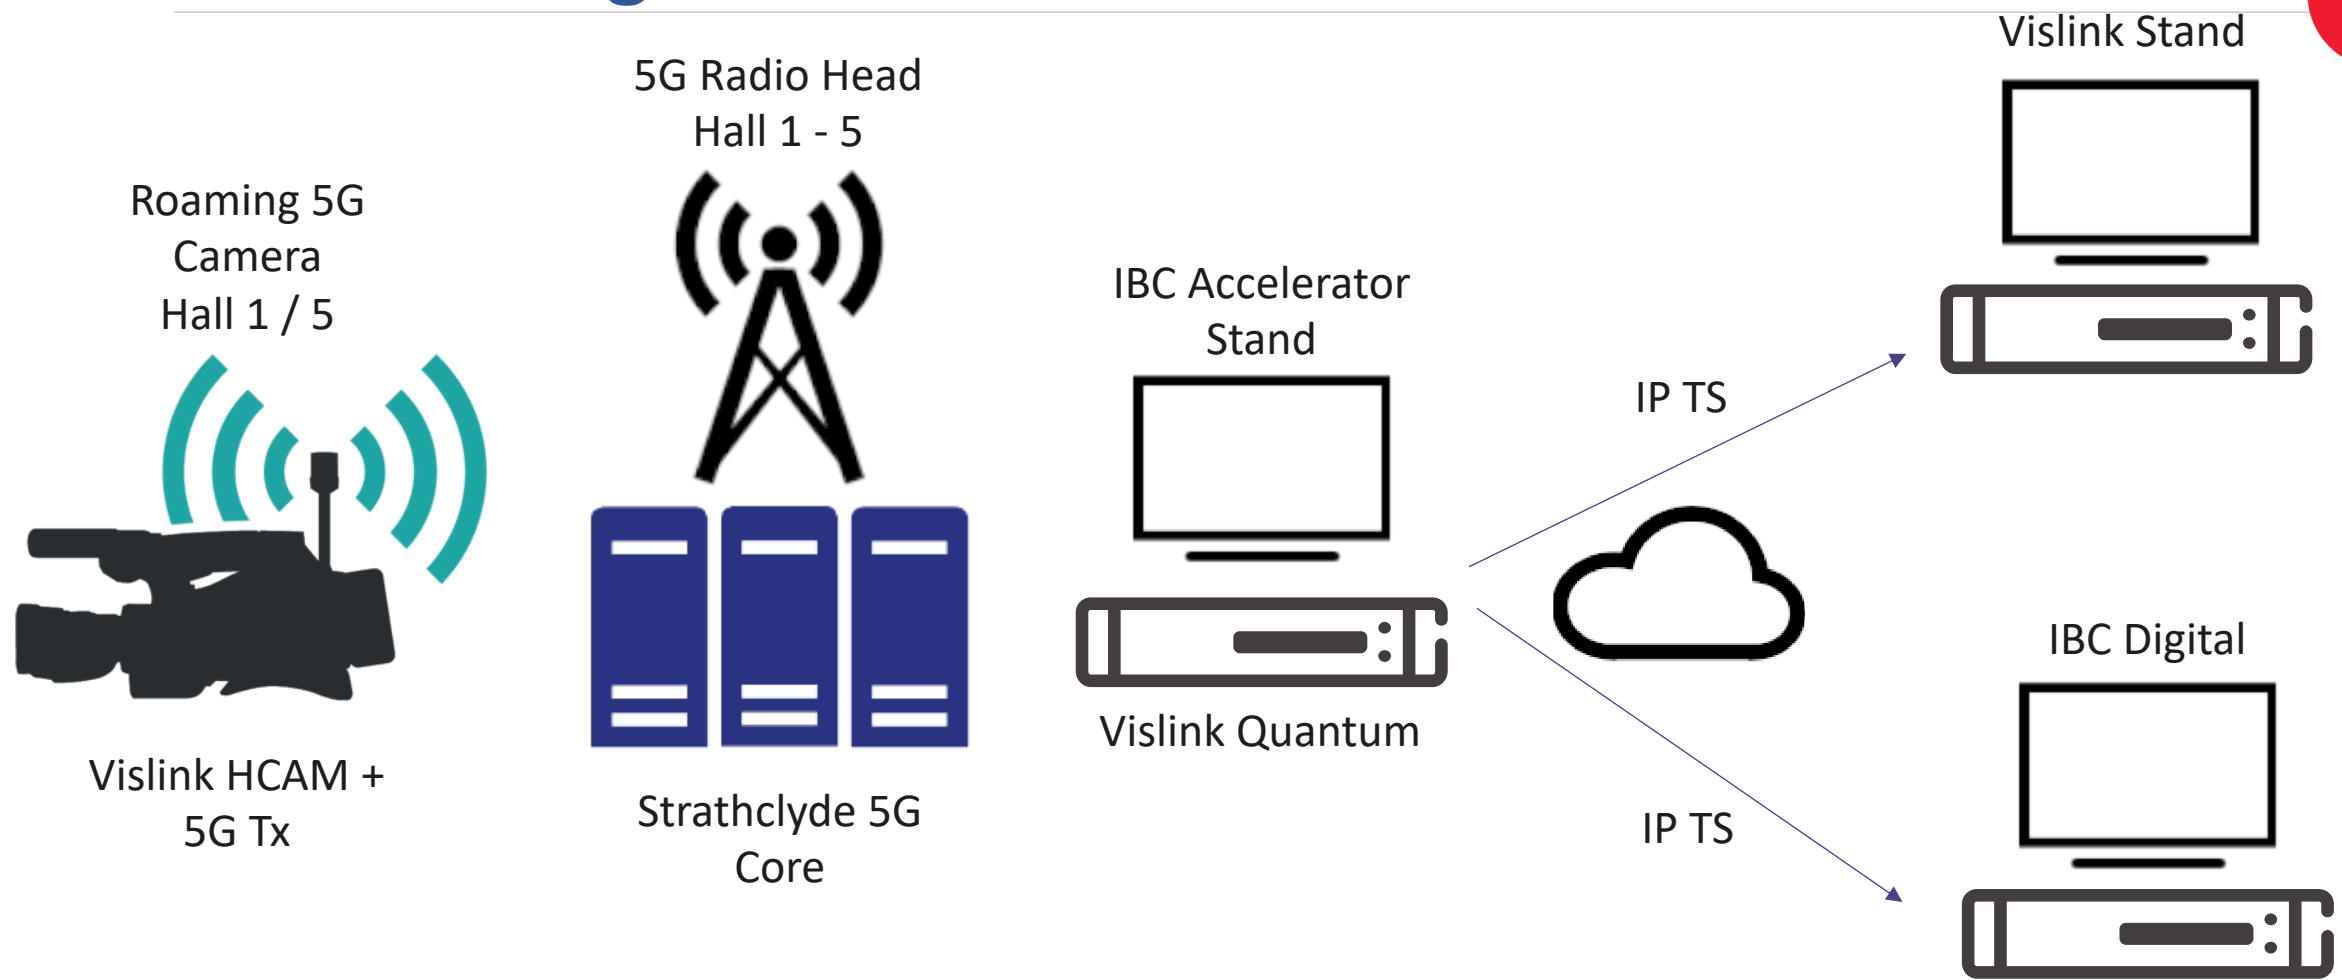 Roaming 5G
Camera
Hall 1 / 5
Vislink HCAM +
5G Tx
5G Radio Head
Hall 1 - 5
Strathclyde 5G
Core
IBC Accelerator
Stand
Vislink Quantum
IP TS
IP TS
Vislink Stand
IBC Digital